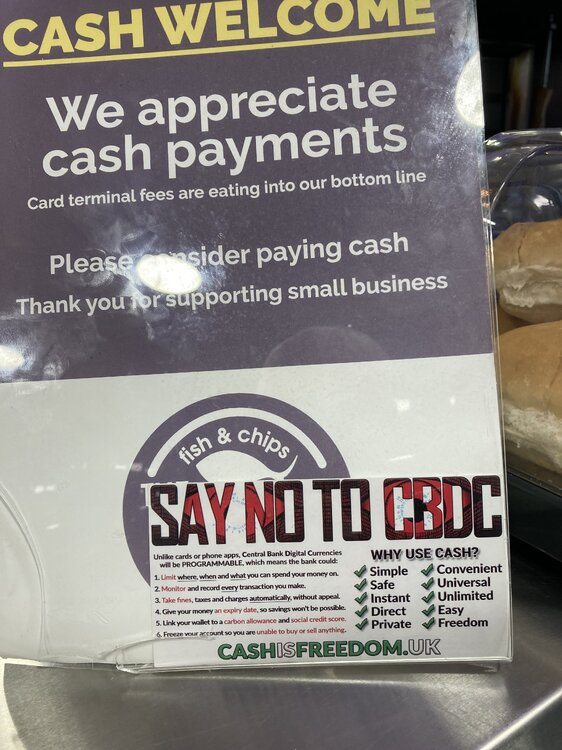 CASH WELCOME
We appreciate
cash payments
Card terminal fees are eating into our bottom line
Please consider paying cash
Thank you for supporting small business
fish & chips
SAY NO TO CBDC
Unlike cards or phone apps, Central Bank Digital Currencies
will be PROGRAMMABLE, which means the bank could:
1. Limit where, when and what you can spend your money on.
2. Monitor and record every transaction you make.
3. Take fines, taxes and charges automatically, without appeal.
4. Give your money an expiry date, so savings won't be possible.
5. Link your wallet to a carbon allowance and social credit score.
6. Freeze your account so you are unable to buy or sell anything.
WHY USE CASH?
Simple Convenient
Safe Universal
Instant Unlimited
Direct Easy
Private Freedom
CASHISFREEDOM.UK